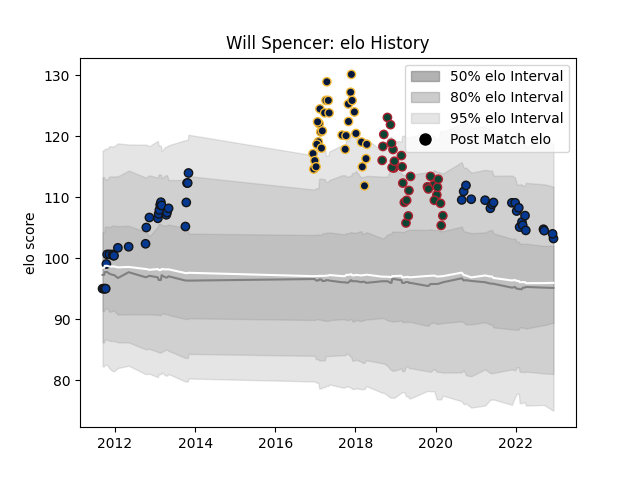 Will Spencer: elo History
50% elo Interval
80% elo Interval
95% elo Interval
Post Match elo
elo score
130
120
110
100
90
80
2012 2014 2016 2018 2020 2022